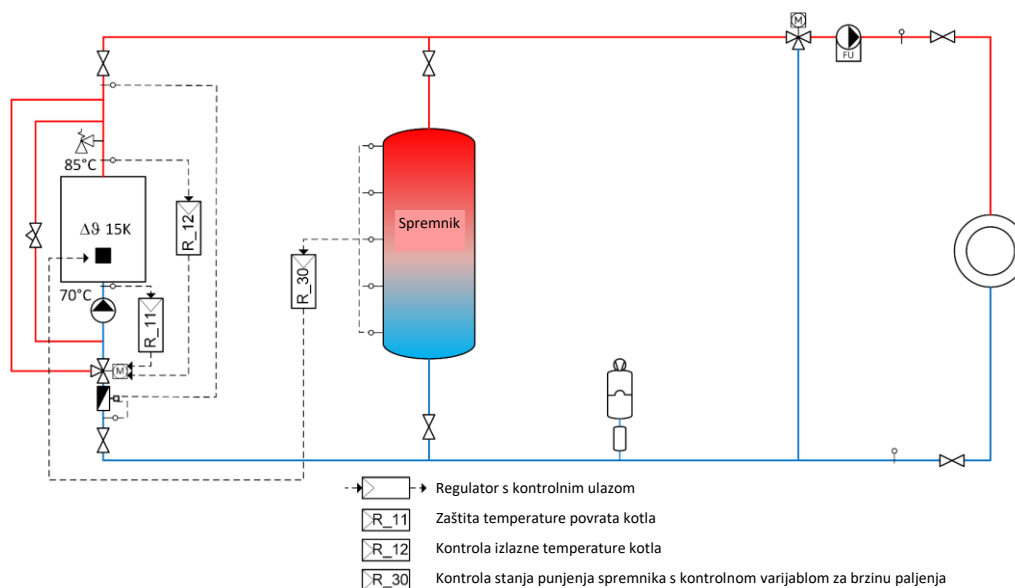 M
FU
85°C
Δϑ 15K
R_12
Spremnik
R_30
70°C
R_11
M
Regulator s kontrolnim ulazom
R_11 Zaštita temperature povrata kotla
R_12 Kontrola izlazne temperature kotla
R_30 Kontrola stanja punjenja spremnika s kontrolnom varijablom za brzinu paljenja